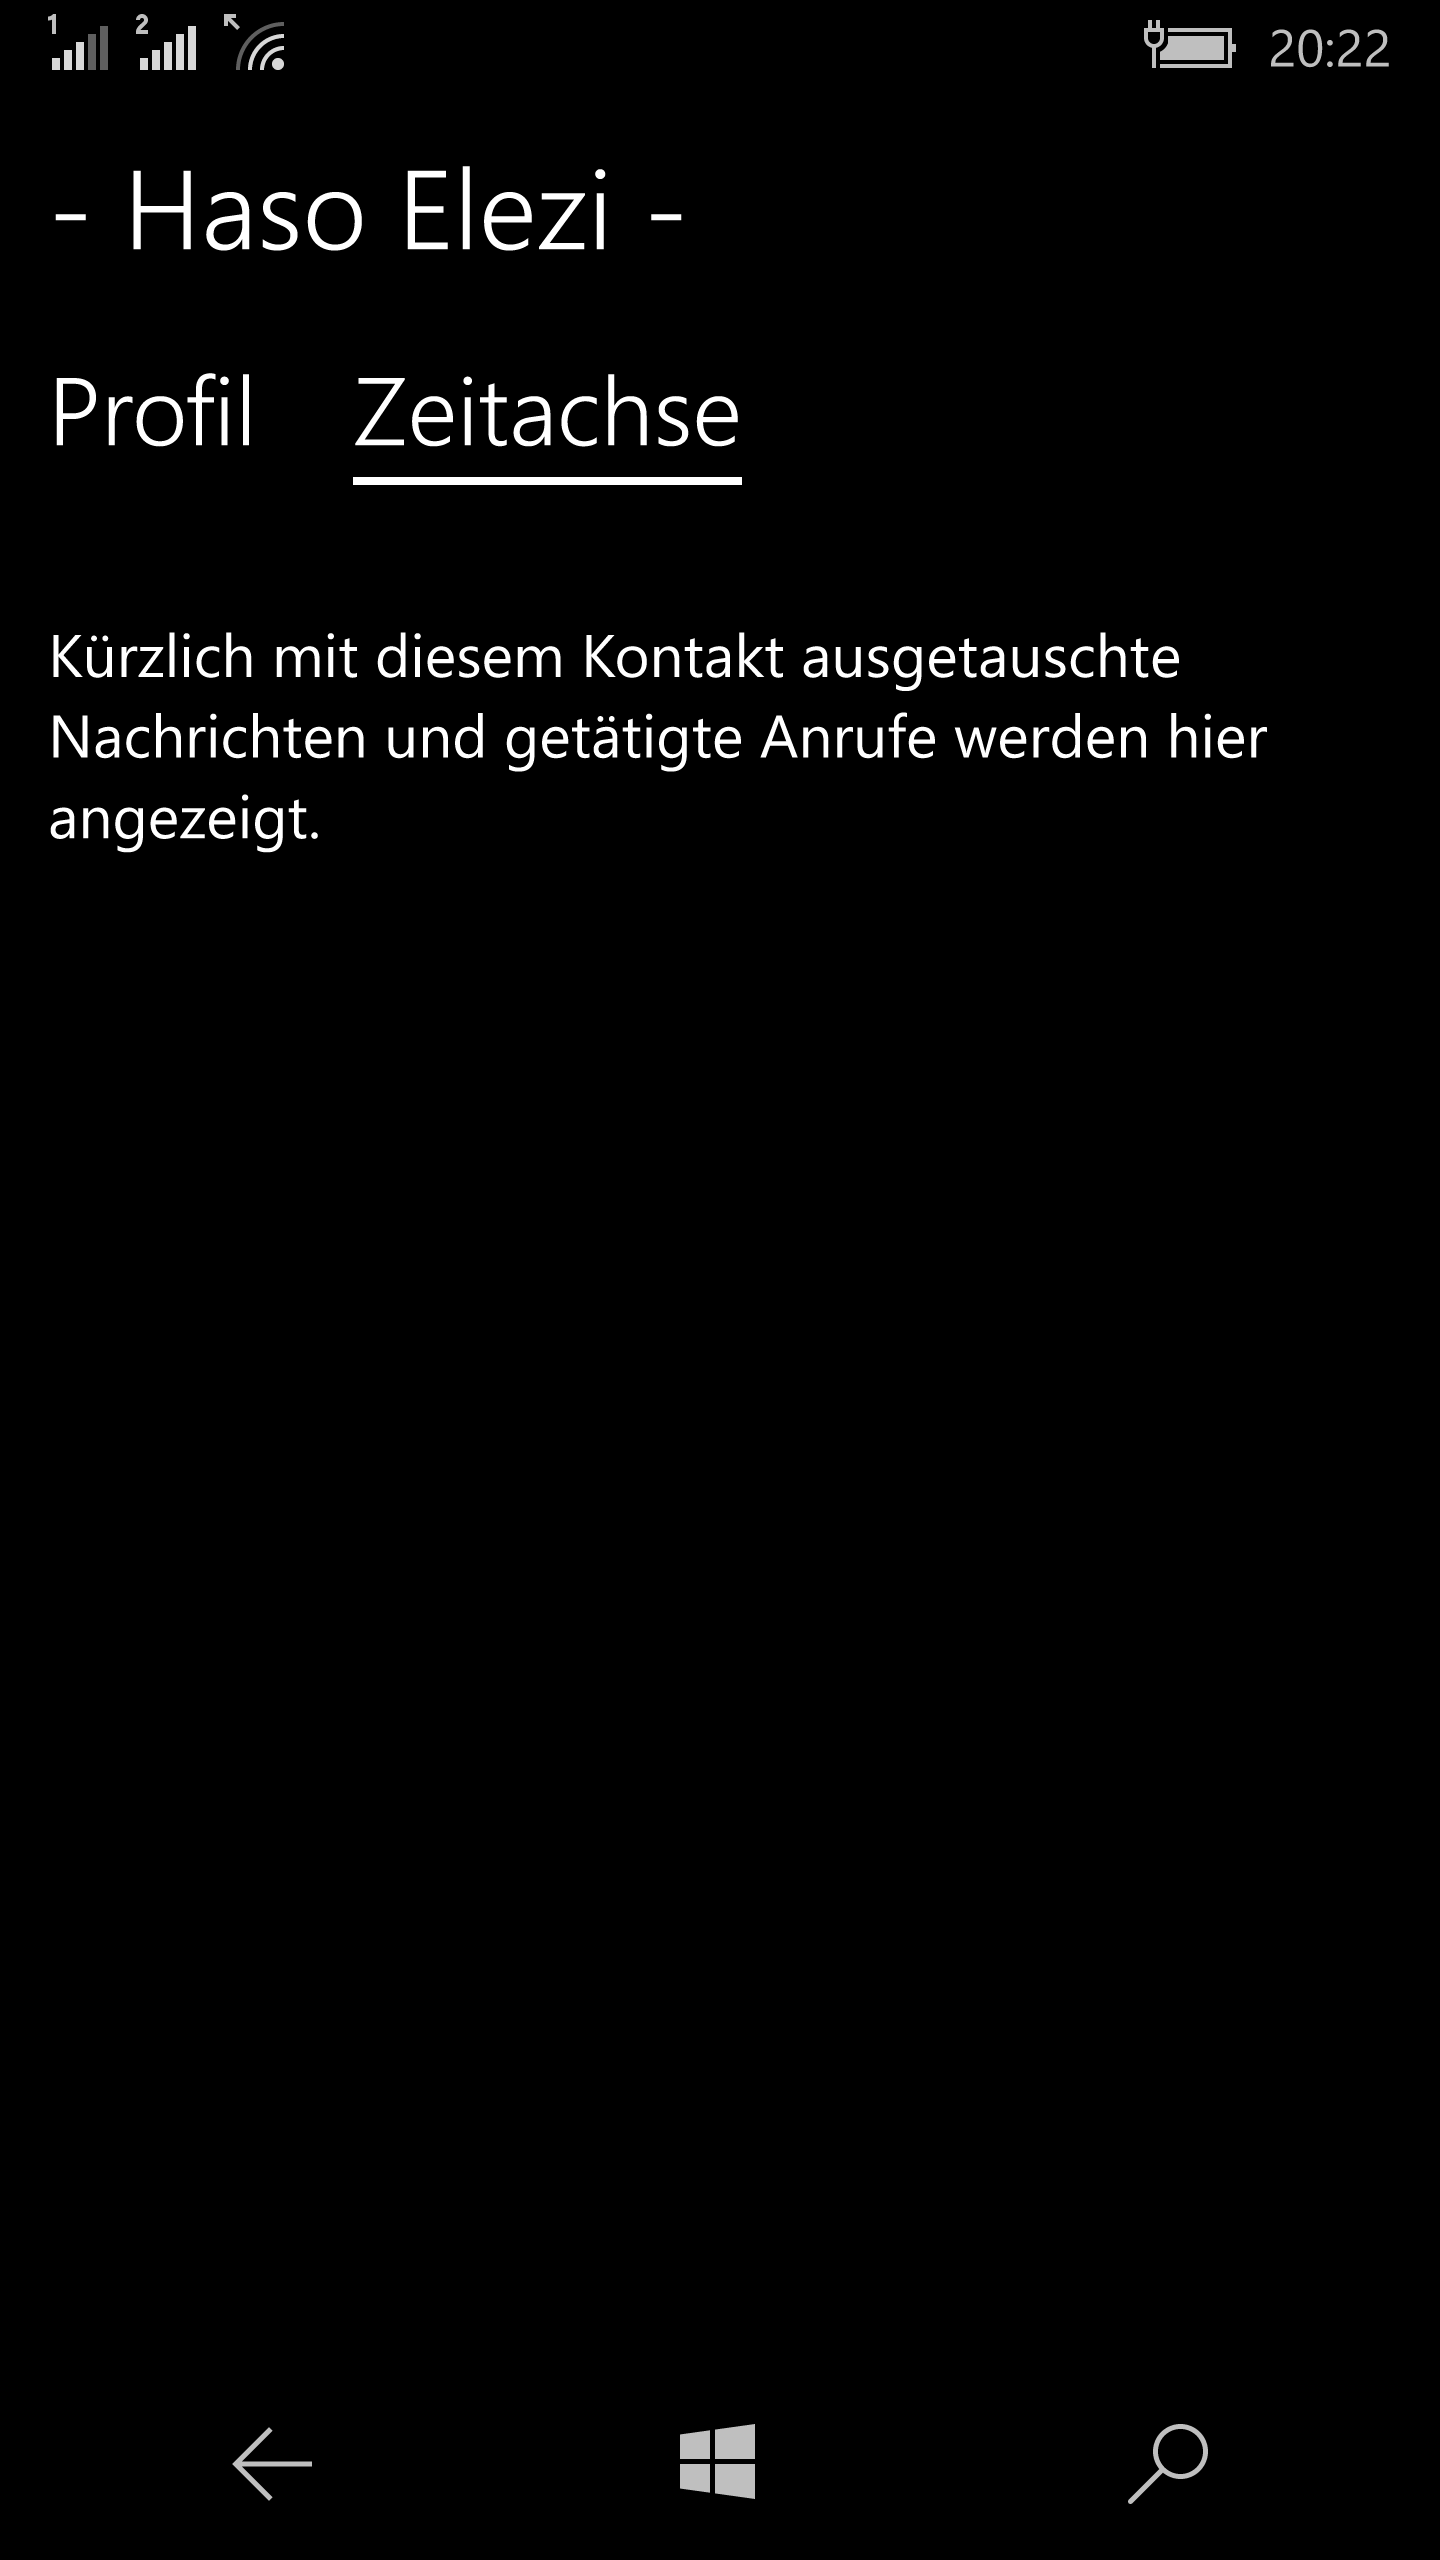 1 2 20:22
- Haso Elezi -
Profil Zeitachse
Kürzlich mit diesem Kontakt ausgetauschte
Nachrichten und getätigte Anrufe werden hier
angezeigt.